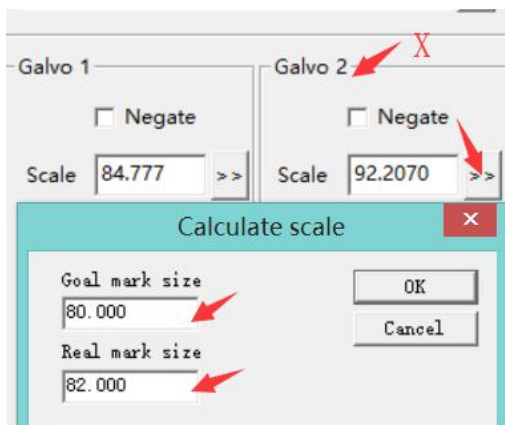 X
Galvo 1
Galvo 2
Negate
Negate
Scale 84.777 >>
Scale 92.2070 >>
Calculate scale
×
Goal mark size
80.000
OK
Cancel
Real mark size
82.000